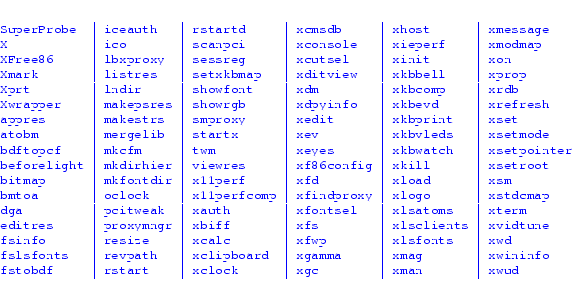 SuperProbe iceauth rstartd xcmsdb xhost xmessage
X ico scanpci xconsole xieperf xmodmap
XFree86 lbxproxy sessreg xcutsel xinit xon
Xmark listres setxkbmap xditview xkbbell xprop
Xprt lndir showfont xdm xkbcomp xrdb
Xwrapper makepsres showrgb xdpyinfo xkbevd xrefresh
appres makestrs smproxy xedit xkbprint xset
atobm mergelib startx xev xkbvleds xsetmode
bdftopcf mkcfm twm xeyes xkbwatch xsetpointer
beforelight mkdirhier viewres xf86config xkill xsetroot
bitmap mkfontdir x11perf xfd xload xsm
bmtoa oclock x11perfcomp xfindproxy xlogo xstdcmap
dga pcitweak xauth xfontsel xlsatoms xterm
editres proxymngr xbiff xfs xlsclients xvidtune
fsinfo resize xcalc xfwp xlsfonts xwd
fslsfonts revpath xclipboard xgamma xmag xwininfo
fstobdf rstart xclock xgc xman xwud